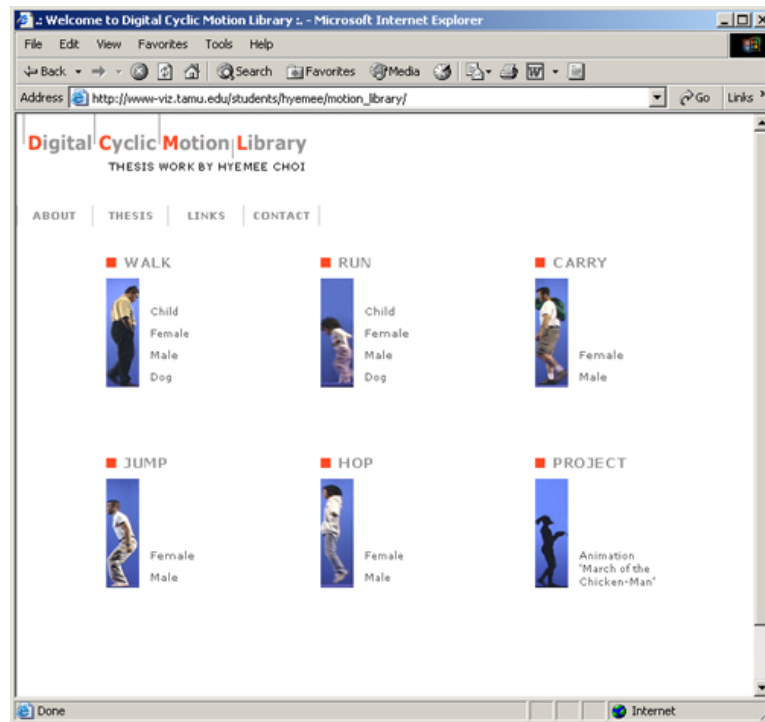 .: Welcome to Digital Cyclic Motion Library :. - Microsoft Internet Explorer
File Edit View Favorites Tools Help
Back Search Favorites Media
Address http://www-viz.tamu.edu/students/hyemee/motion_library/ Go Links »
Digital Cyclic Motion Library
THESIS WORK BY HYEMEE CHOI
ABOUT THESIS LINKS CONTACT
WALK RUN CARRY
Child Child
Female Female
Male Male Female
Dog Dog Male
JUMP HOP PROJECT
Female Female Animation
'March of the
Male Male Chicken-Man'
Done Internet